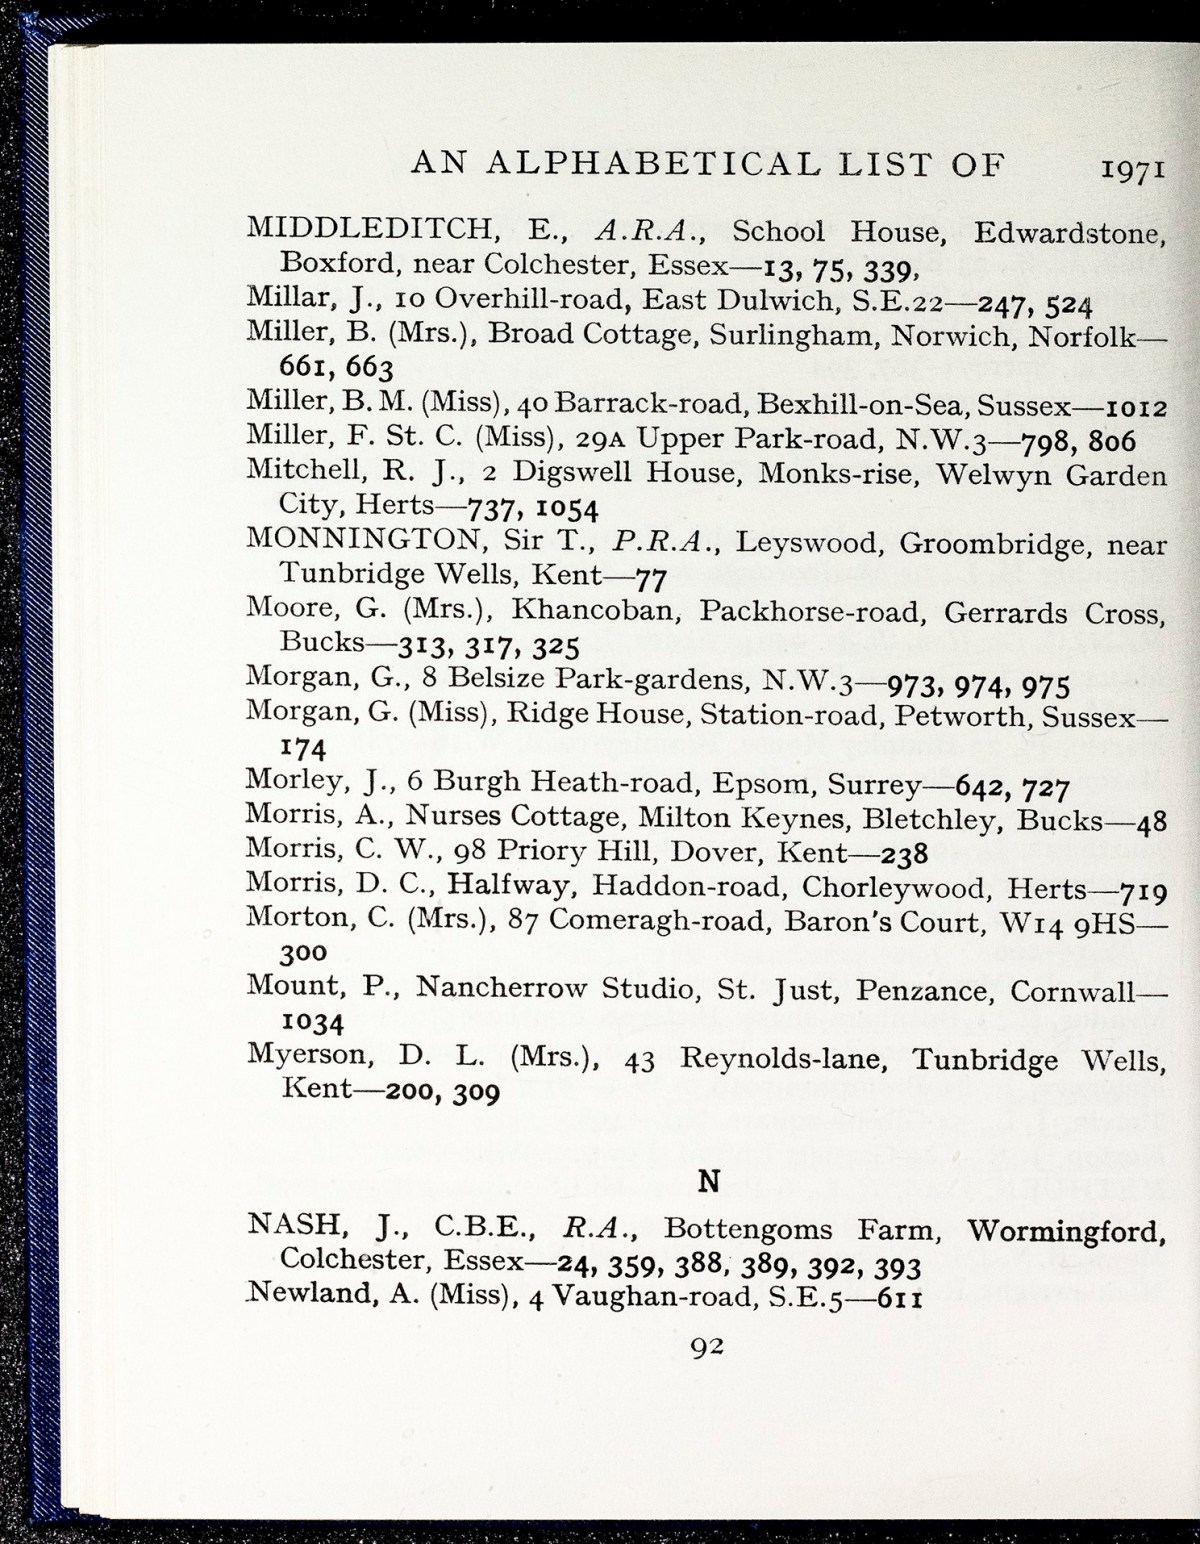 AN ALPHABETICAL LIST OF 1971
MIDDLEDITCH, E., A.R.A., School House, Edwardstone,
Boxford, near Colchester, Essex—13, 75, 339,
Millar, J., 10 Overhill-road, East Dulwich, S.E.22—247, 524
Miller, B. (Mrs.), Broad Cottage, Surlingham, Norwich, Norfolk—
661, 663
Miller, B. M. (Miss), 40 Barrack-road, Bexhill-on-Sea, Sussex—1012
Miller, F. St. C. (Miss), 29A Upper Park-road, N.W.3—798, 806
Mitchell, R. J., 2 Digswell House, Monks-rise, Welwyn Garden
City, Herts—737, 1054
MONNINGTON, Sir T., P.R.A., Leyswood, Groombridge, near
Tunbridge Wells, Kent—77
Moore, G. (Mrs.), Khancoban, Packhorse-road, Gerrards Cross,
Bucks—313, 317, 325
Morgan, G., 8 Belsize Park-gardens, N.W.3—973, 974, 975
Morgan, G. (Miss), Ridge House, Station-road, Petworth, Sussex—
174
Morley, J., 6 Burgh Heath-road, Epsom, Surrey—642, 727
Morris, A., Nurses Cottage, Milton Keynes, Bletchley, Bucks—48
Morris, C. W., 98 Priory Hill, Dover, Kent—238
Morris, D. C., Halfway, Haddon-road, Chorleywood, Herts—719
Morton, C. (Mrs.), 87 Comeragh-road, Baron's Court, W14 9HS—
300
Mount, P., Nancherrow Studio, St. Just, Penzance, Cornwall—
1034
Myerson, D. L. (Mrs.), 43 Reynolds-lane, Tunbridge Wells,
Kent—200, 309
N
NASH, J., C.B.E., R.A., Bottengoms Farm, Wormingford,
Colchester, Essex—24, 359, 388, 389, 392, 393
Newland, A. (Miss), 4 Vaughan-road, S.E.5—611
92